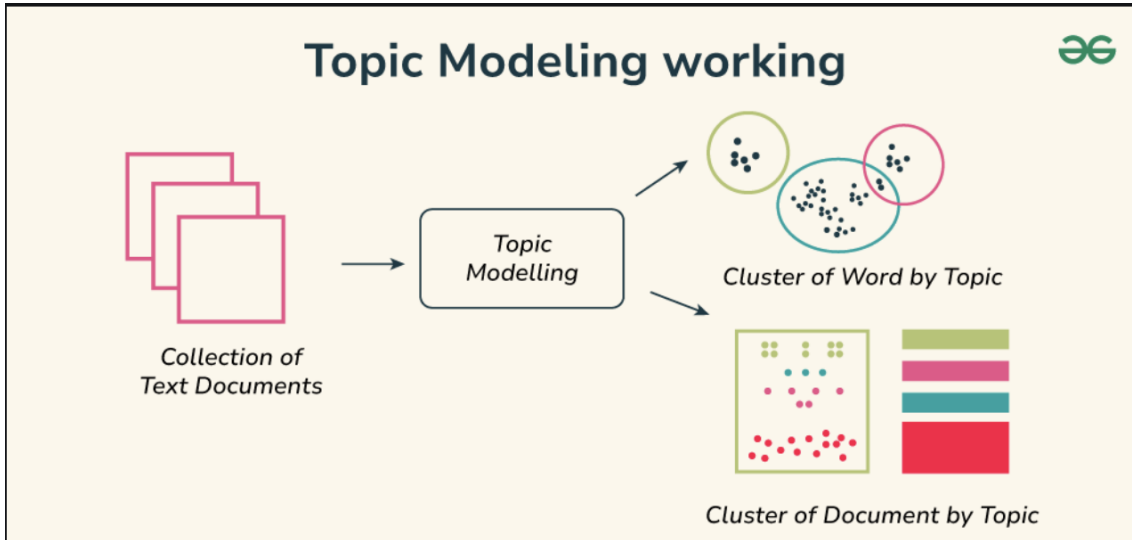 Topic Modeling working
Topic
Modelling
Cluster of Word by Topic
Collection of
Text Documents
Cluster of Document by Topic